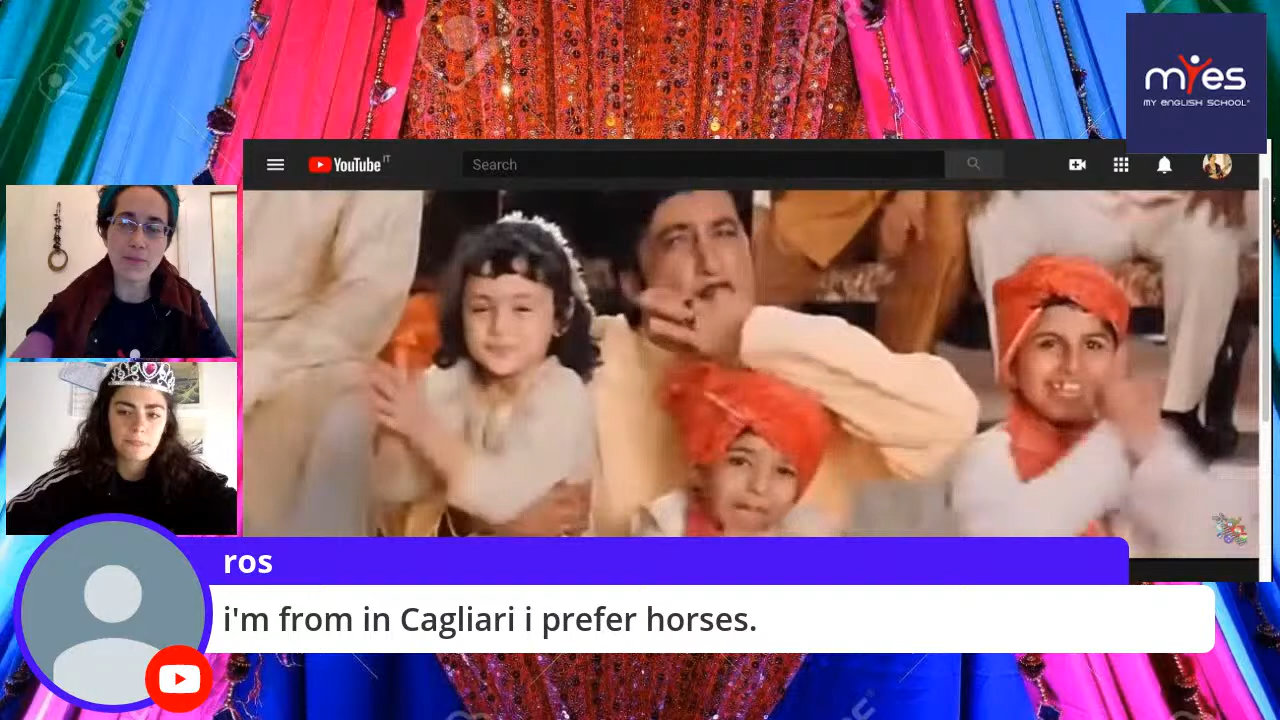 myes
MY ENGLISH SCHOOL
YouTube IT
Search
ros
i'm from in Cagliari i prefer horses.